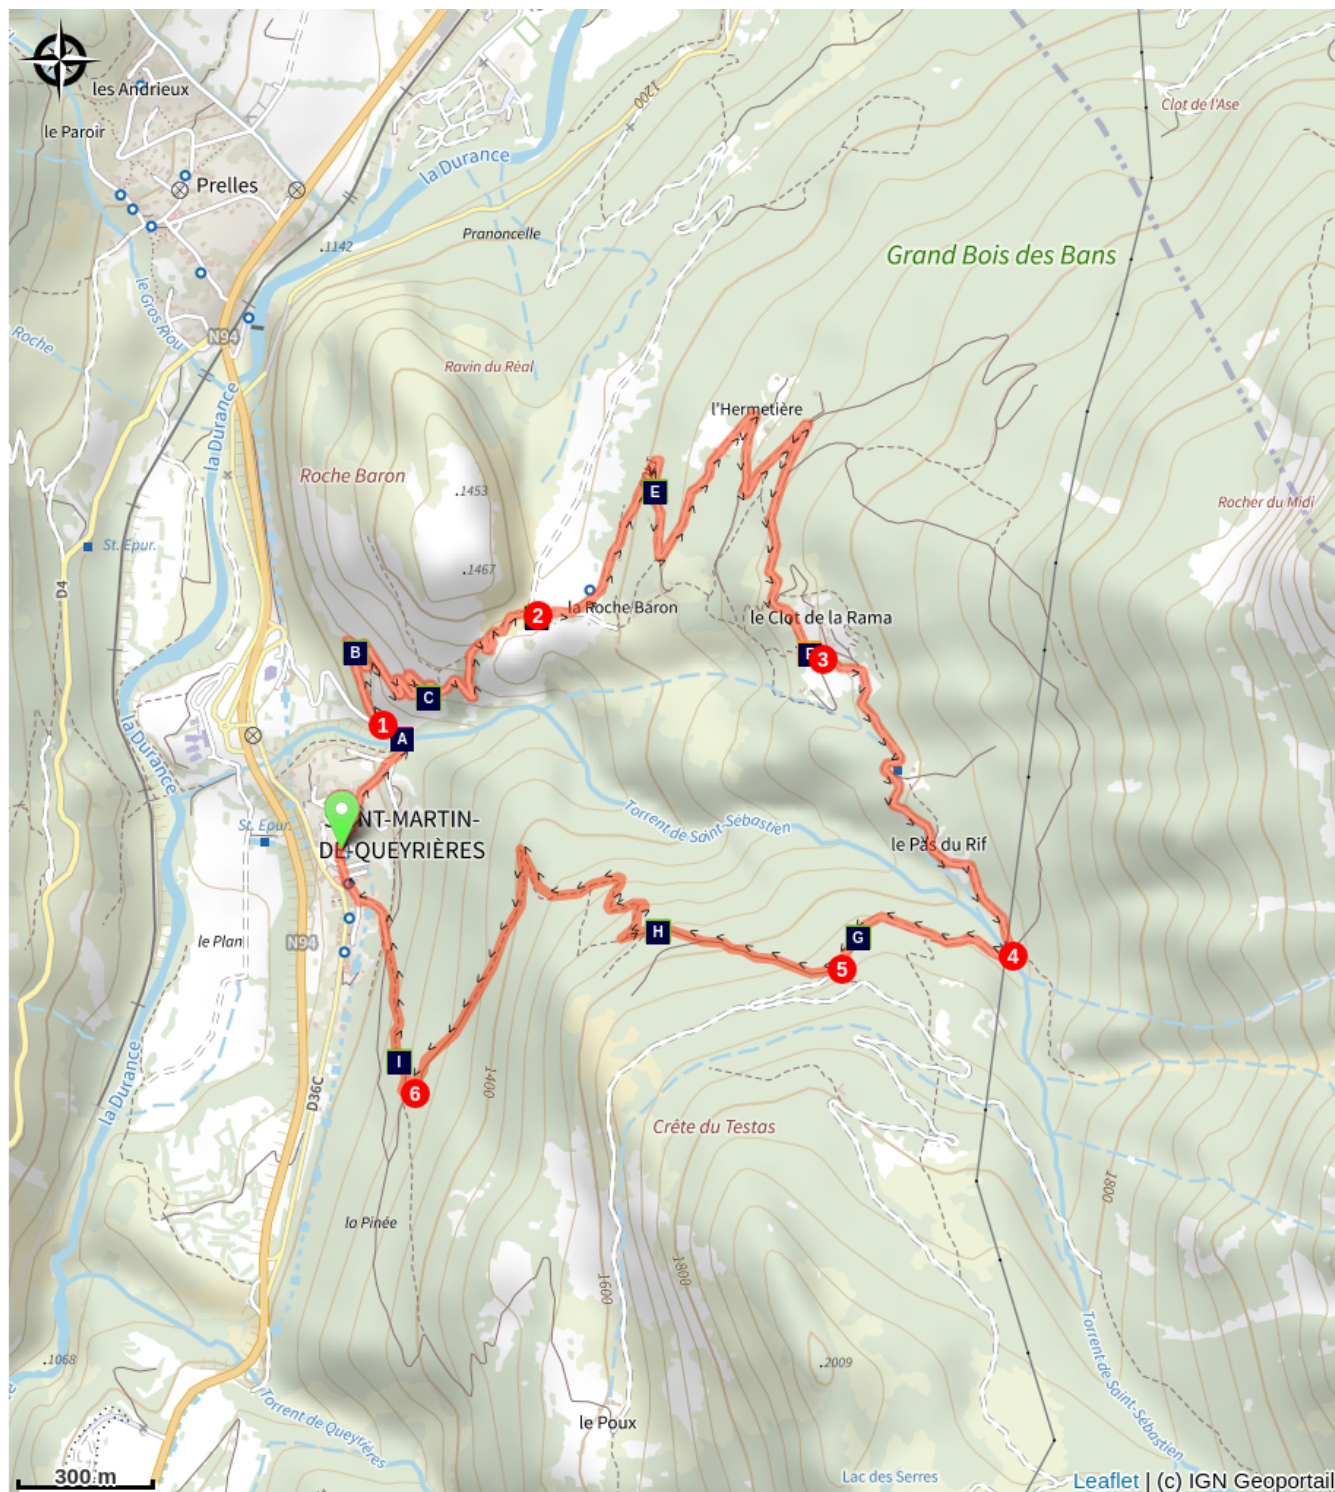 les Andrieux
le Paroir
Prelles
la Durance
1200
Clot de l'Ase
Pranoncelle
.1142
Grand Bois des Bans
le Gros Riou
Roche
N94
Ravin du Réal
la Durance
l'Hermetière
Roche Baron
.1453
E
Rocher du Midi
St. Epur.
D4
.1467
2
la Roche Baron
le Clot de la Rama
B
3
C
1
A
la Durance
Torrent de Saint-Sébastien
St. Epur.
NT-MARTIN-
DE-QUEYRIÈRES
le Pas du Rif
le Plan
N94
H
G
4
5
I
6
1400
D36C
la Durance
Crête du Testas
1800
la Pinée
1600
1800
.1068
.2009
Torrent de Saint-Sébastien
Torrent de Queyrières
le Poux
300 m
Lac des Serres
Leaflet | (c) IGN Geoportail